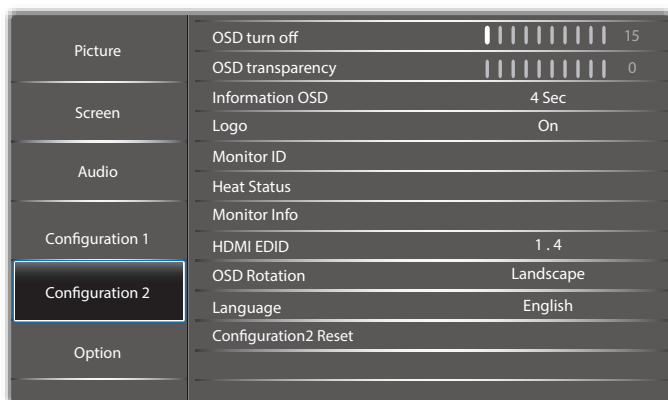 Picture
Screen
Audio
Configuration 1
Configuration 2
Option
OSD turn off 15
OSD transparency 0
Information OSD 4 Sec
Logo On
Monitor ID
Heat Status
Monitor Info
HDMI EDID 1 . 4
OSD Rotation Landscape
Language English
Configuration2 Reset